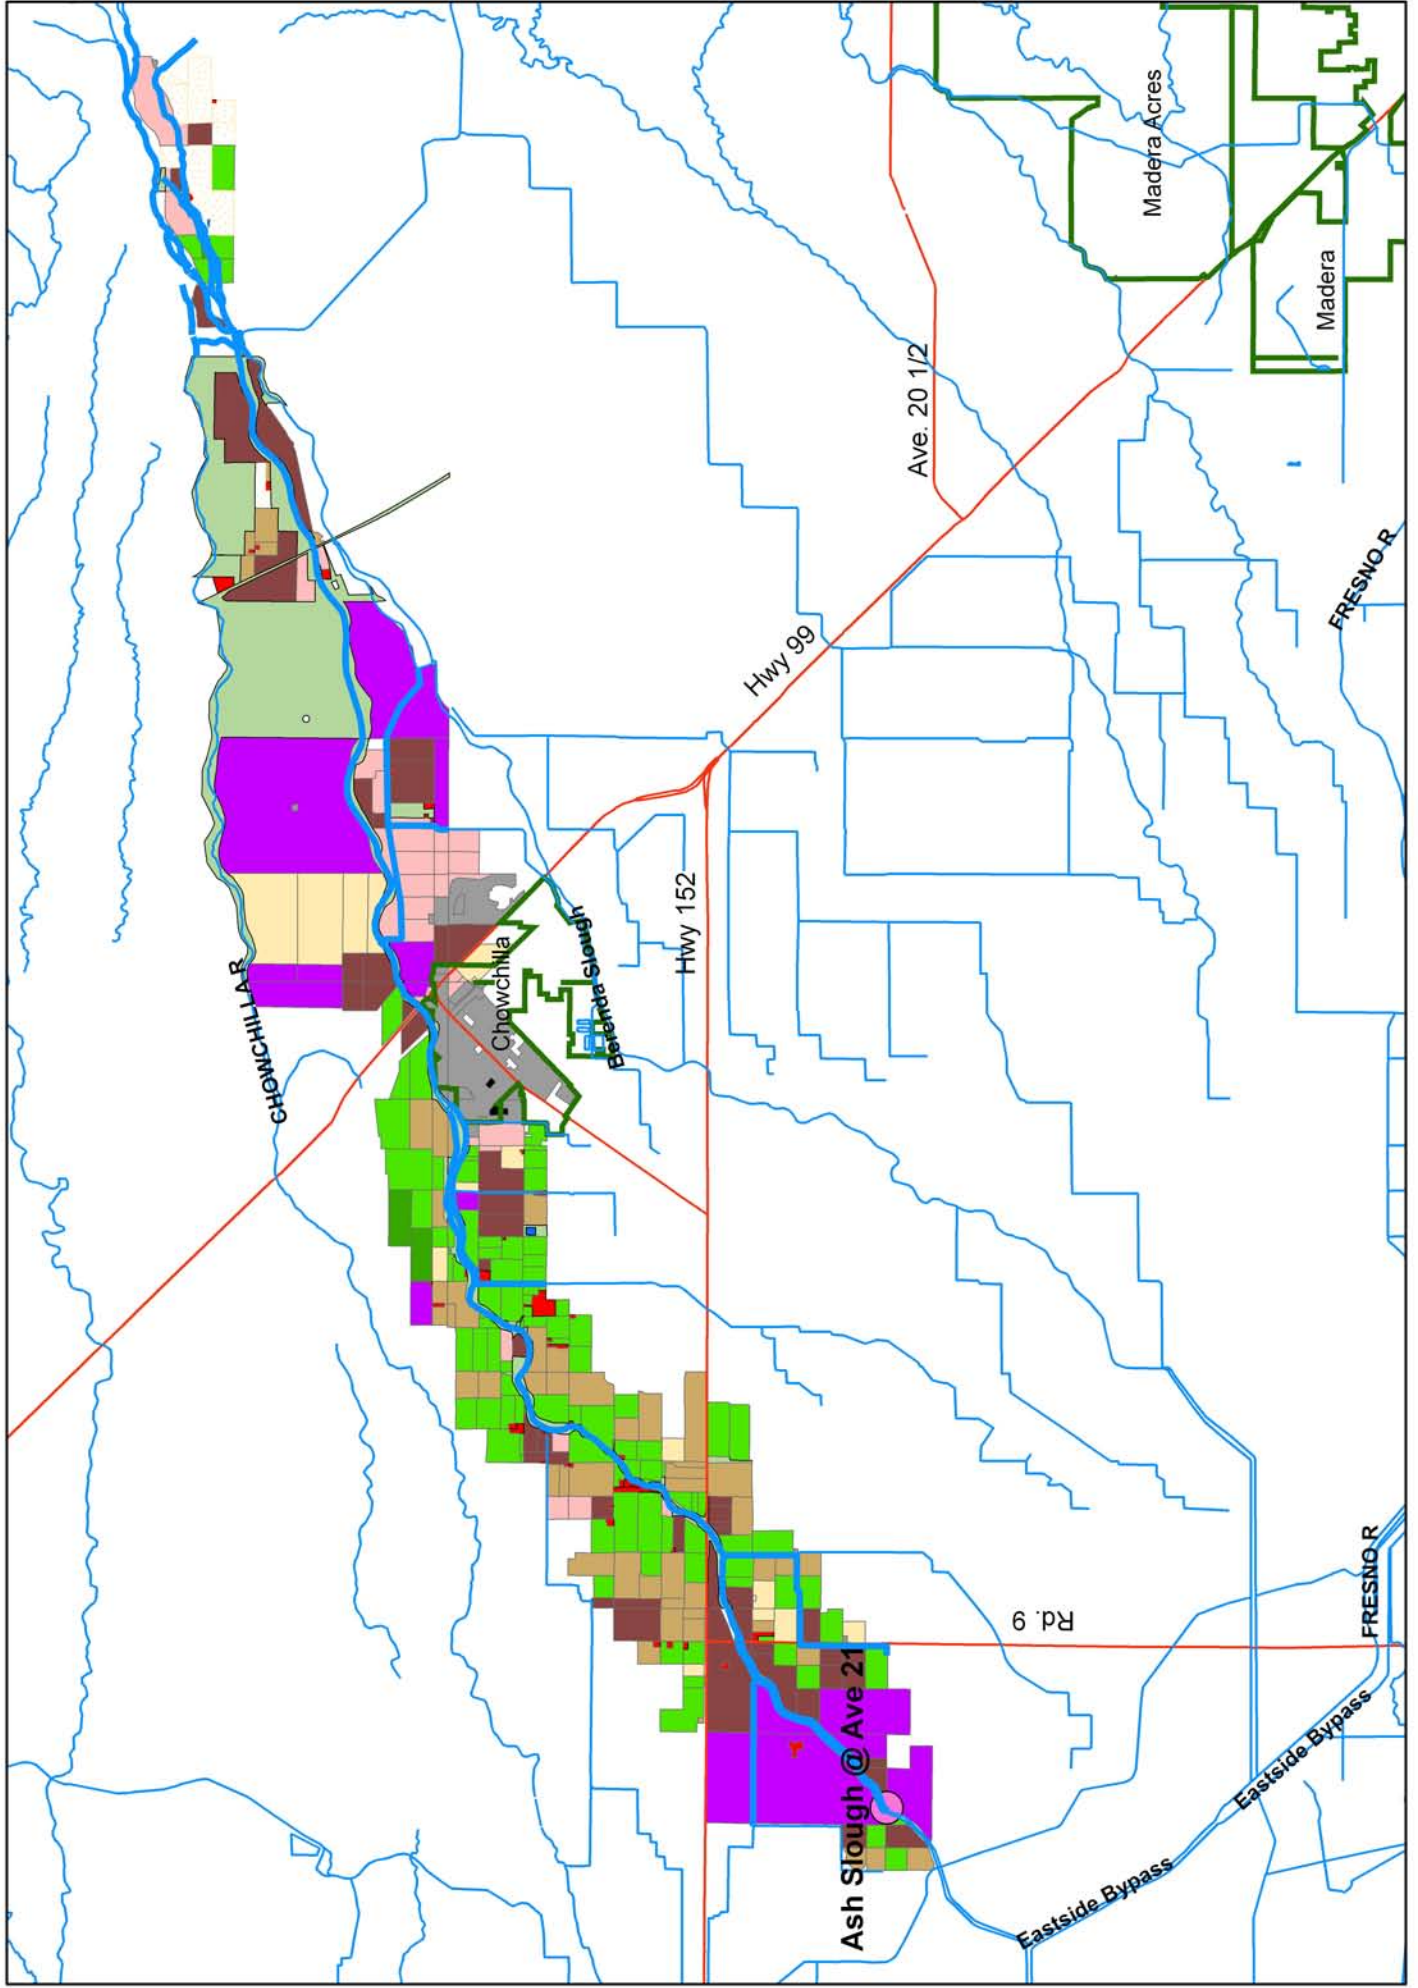 CHOWCHILLA R
Chowchilla
Berenda Slough
Hwy 152
Hwy 99
Ave. 20 1/2
Madera Acres
Madera
FRESNO R
Rd. 9
Ash Slough @ Ave 21
FRESNO R
Eastside Bypass
Eastside Bypass